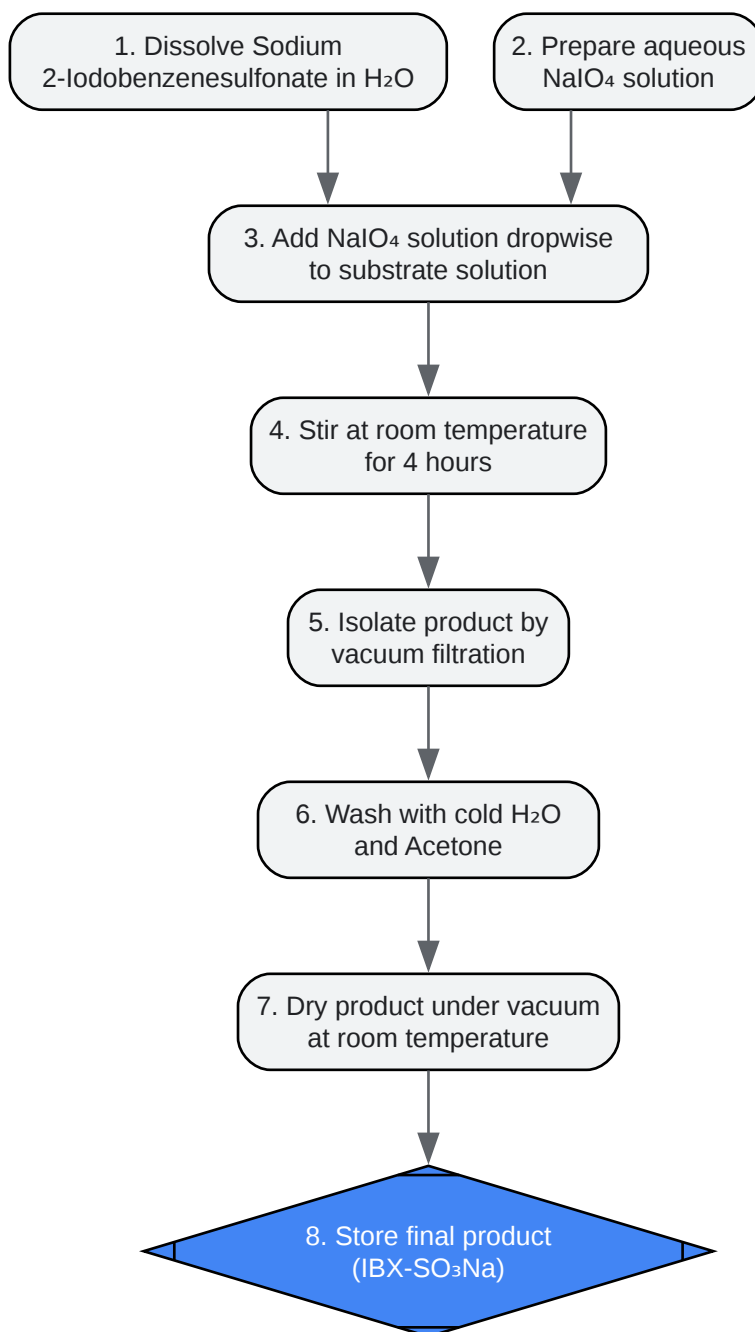 1. Dissolve Sodium
2-Iodobenzenesulfonate in H₂O
2. Prepare aqueous
NaIO₄ solution
3. Add NaIO₄ solution dropwise
to substrate solution
4. Stir at room temperature
for 4 hours
5. Isolate product by
vacuum filtration
6. Wash with cold H₂O
and Acetone
7. Dry product under vacuum
at room temperature
8. Store final product
(IBX-SO₃Na)